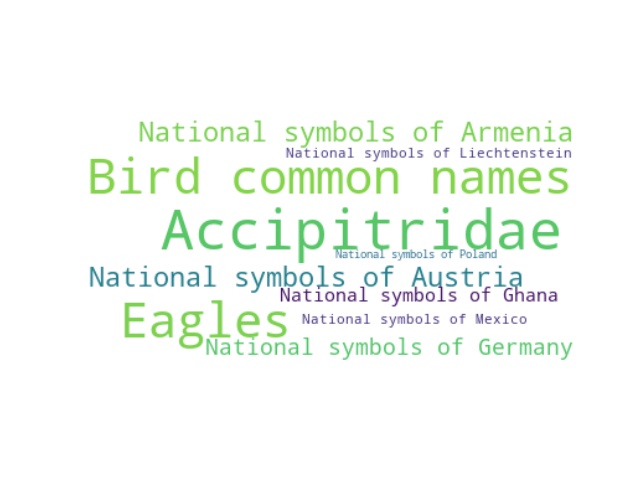 National symbols of Armenia
National symbols of Liechtenstein
Bird common names
Accipitridae
National symbols of Poland
National symbols of Austria
National symbols of Ghana
Eagles
National symbols of Mexico
National symbols of Germany